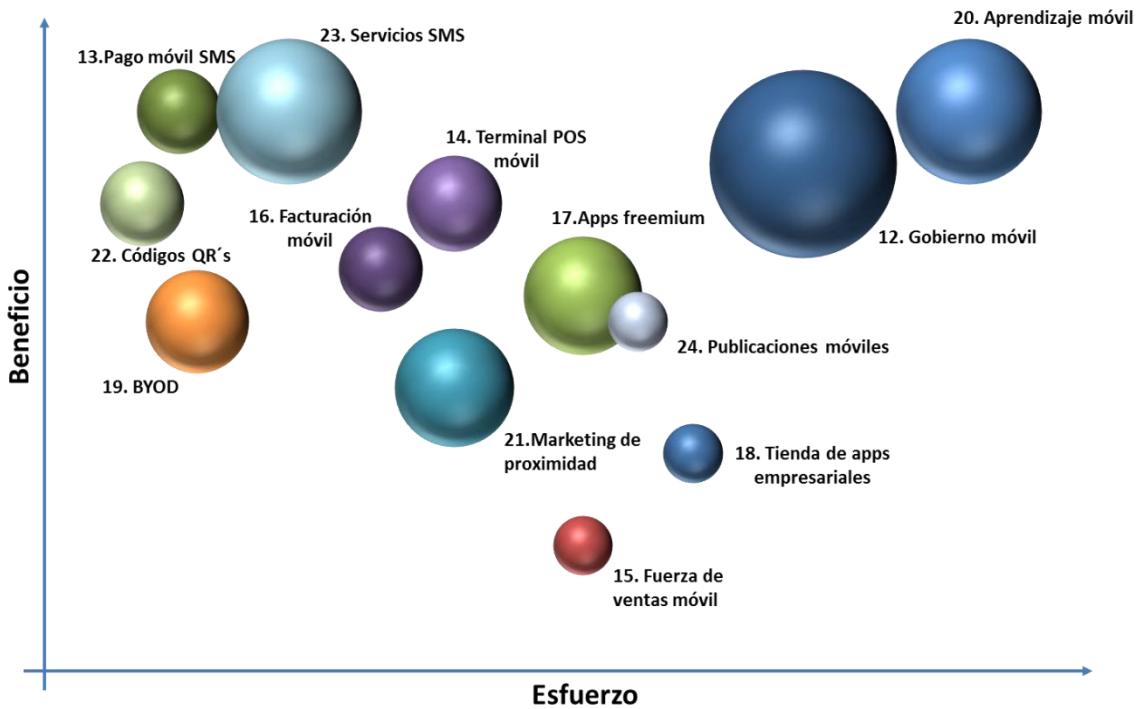 20. Aprendizaje móvil
23. Servicios SMS
13.Pago móvil SMS
14. Terminal POS
móvil
16. Facturación
móvil
17.Apps freemium
12. Gobierno móvil
22. Códigos QR´s
Beneficio
24. Publicaciones móviles
19. BYOD
21.Marketing de
proximidad
18. Tienda de apps
empresariales
15. Fuerza de
ventas móvil
Esfuerzo